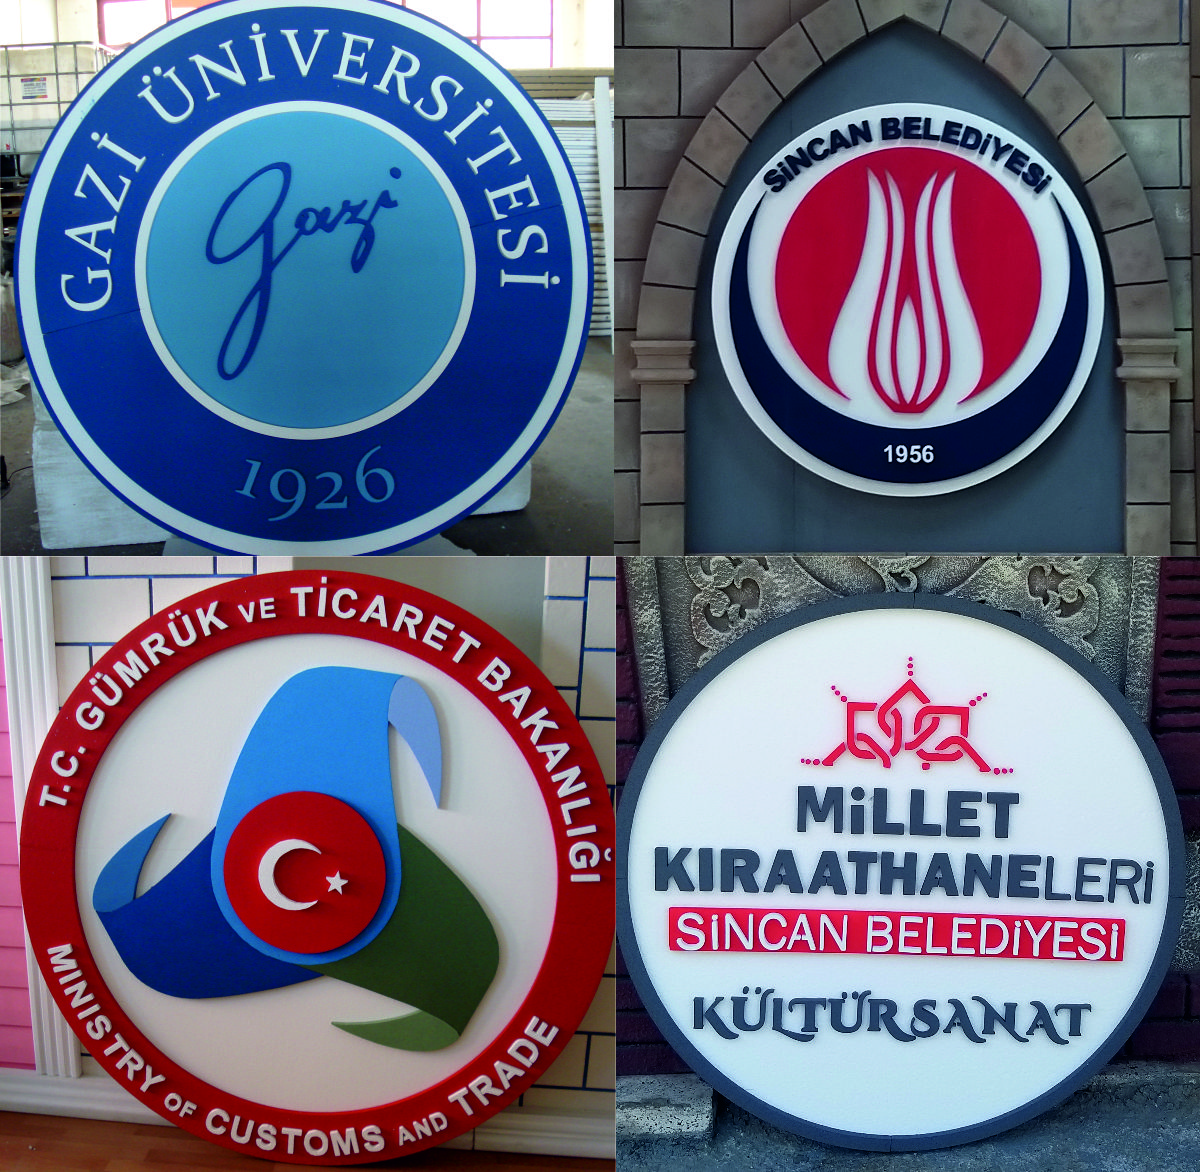 GAZİ ÜNİVERSİTESİ
Gazi
1926
SİNCAN BELEDİYESİ
1956
T.C. GÜMRÜK VE TİCARET BAKANLIĞI
MINISTRY OF CUSTOMS AND TRADE
MİLLET
KIRAATHANELERİ
SİNCAN BELEDİYESİ
KÜLTÜRSANAT